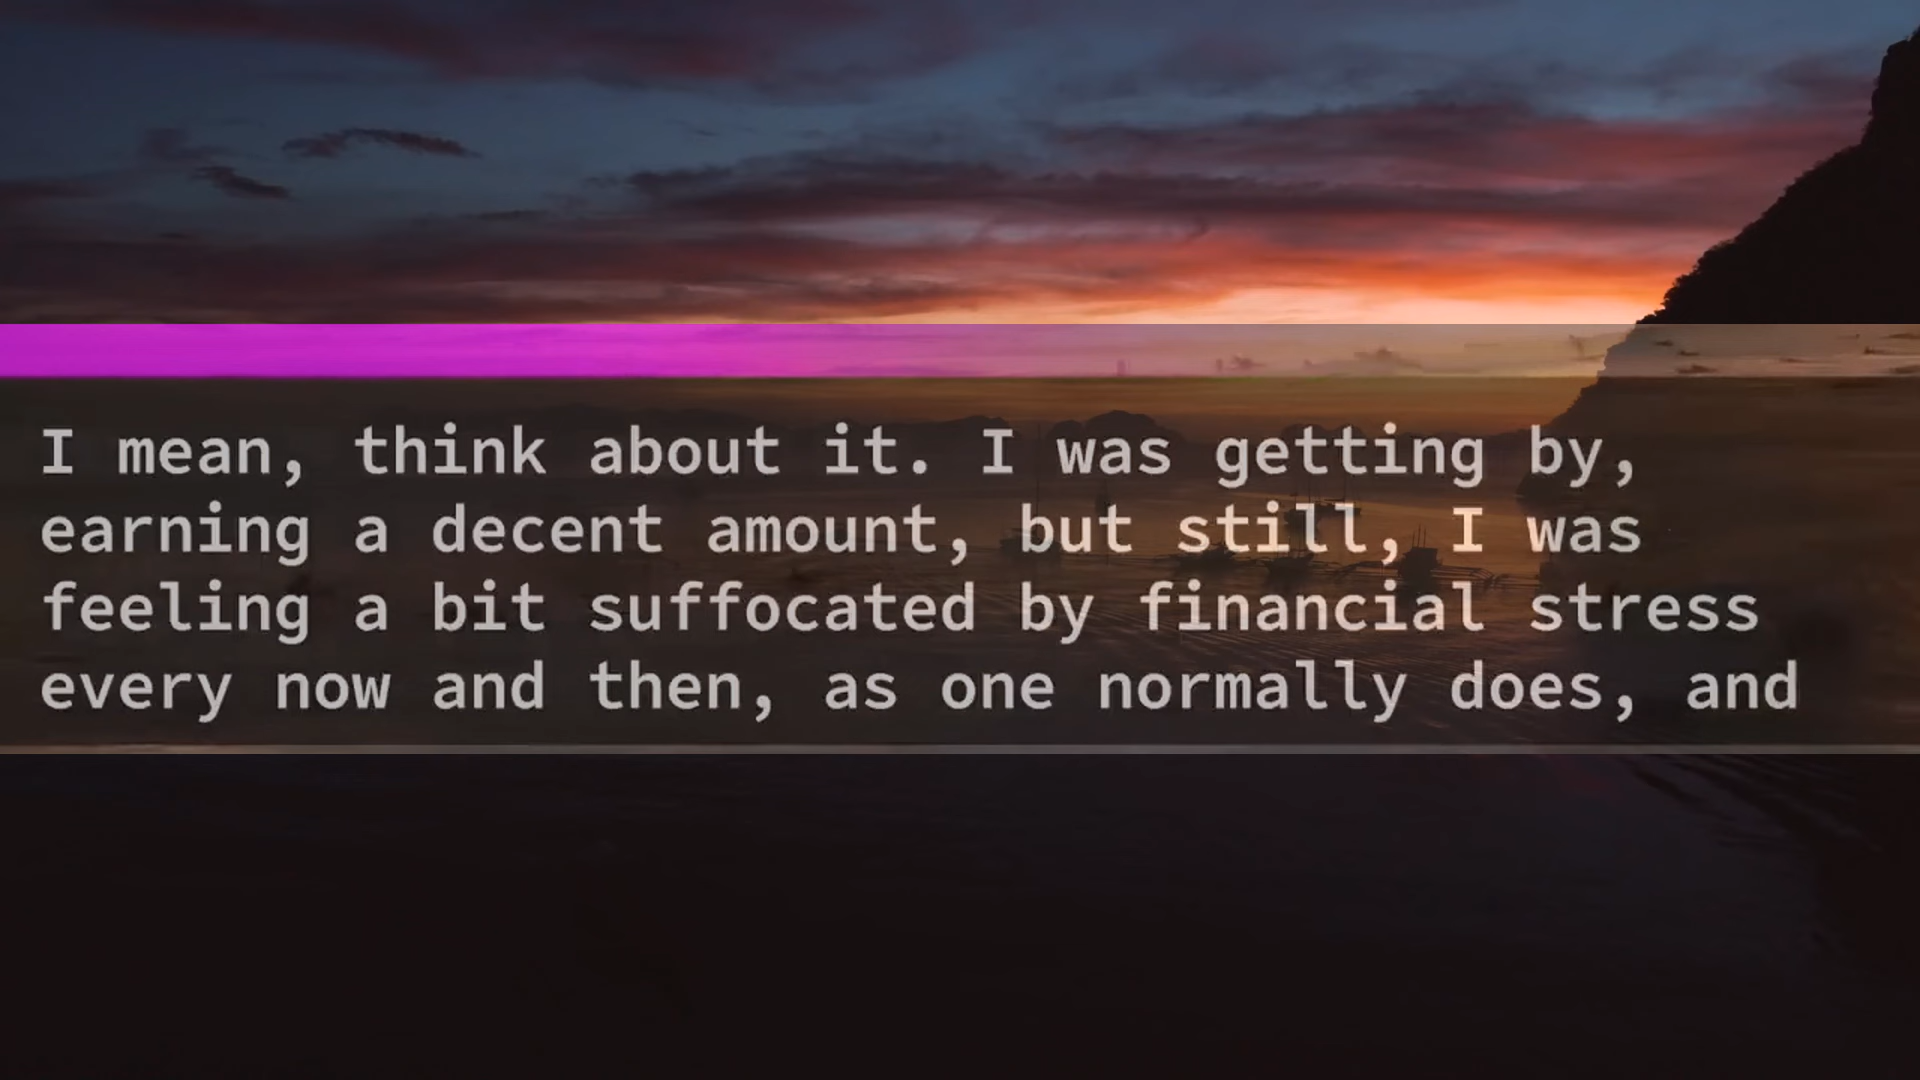 I mean, think about it. I was getting by,
earning a decent amount, but still, I was
feeling a bit suffocated by financial stress
every now and then, as one normally does, and